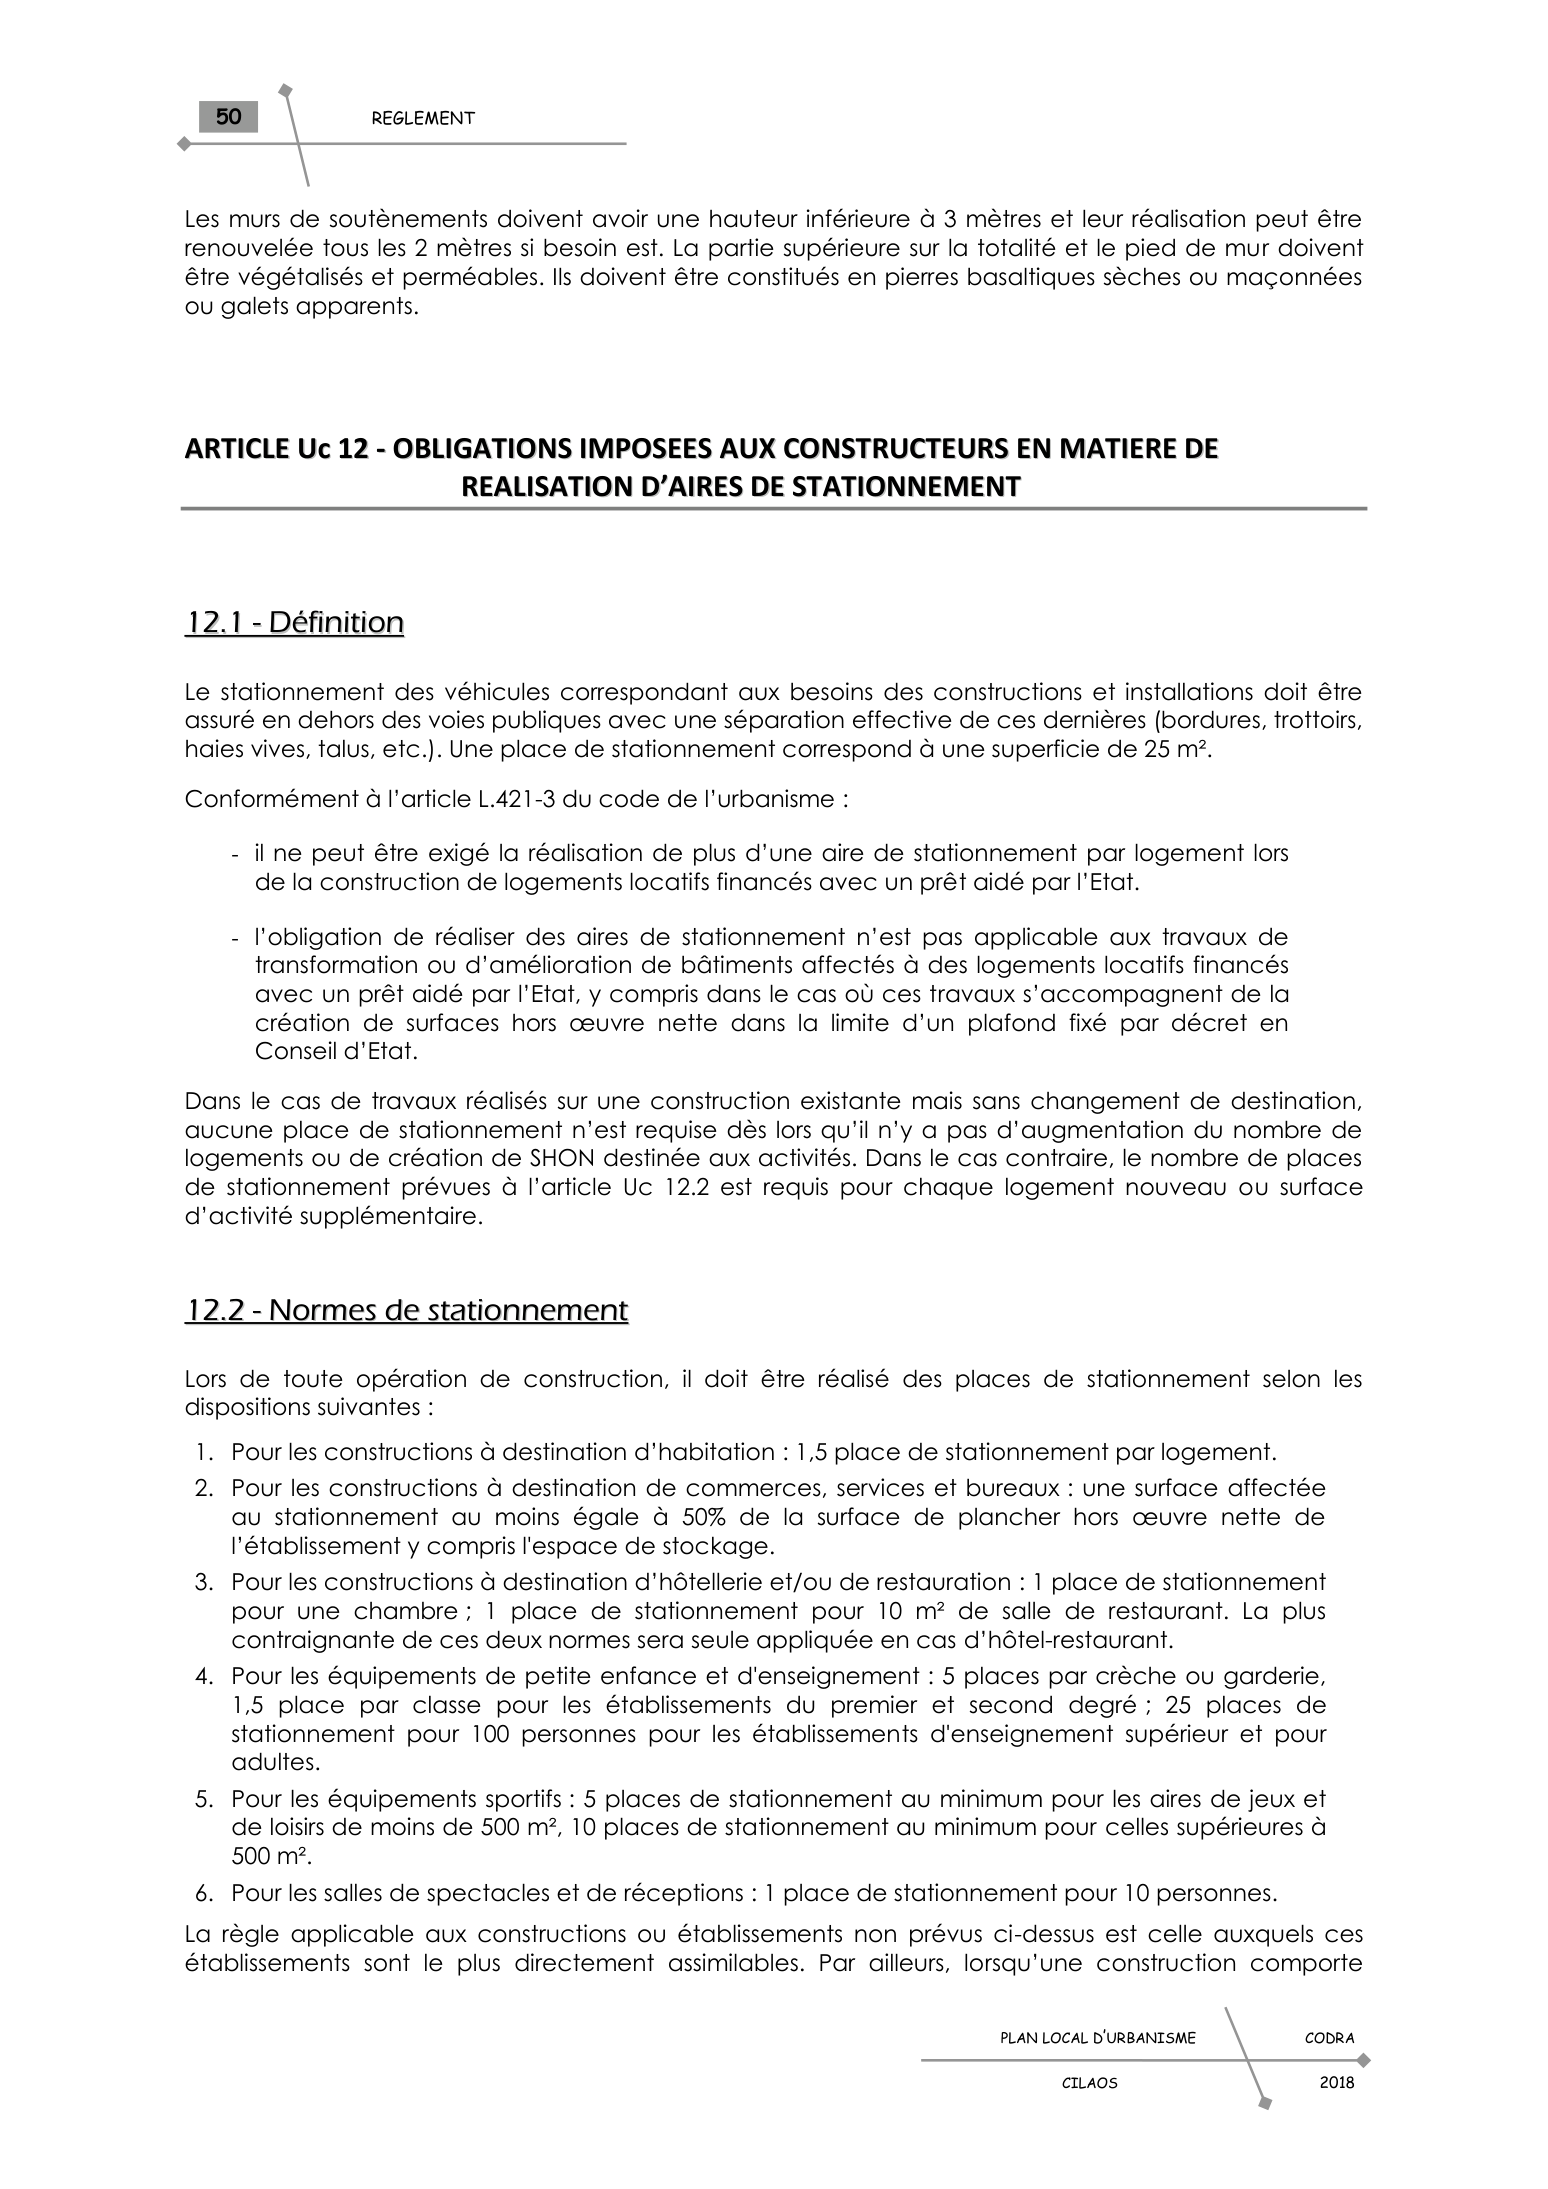 50
REGLEMENT
Les murs de soutènements doivent avoir une hauteur inférieure à 3 mètres et leur réalisation peut être
renouvelée tous les 2 mètres si besoin est. La partie supérieure sur la totalité et le pied de mur doivent
être végétalisés et perméables. Ils doivent être constitués en pierres basaltiques sèches ou maçonnées
ou galets apparents.
ARTICLE Uc 12 - OBLIGATIONS IMPOSEES AUX CONSTRUCTEURS EN MATIERE DE
REALISATION D’AIRES DE STATIONNEMENT
12.1 - Définition
Le stationnement des véhicules correspondant aux besoins des constructions et installations doit être
assuré en dehors des voies publiques avec une séparation effective de ces dernières (bordures, trottoirs,
haies vives, talus, etc.). Une place de stationnement correspond à une superficie de 25 m².
Conformément à l’article L.421-3 du code de l’urbanisme :
- il ne peut être exigé la réalisation de plus d’une aire de stationnement par logement lors
de la construction de logements locatifs financés avec un prêt aidé par l’Etat.
- l’obligation de réaliser des aires de stationnement n’est pas applicable aux travaux de
transformation ou d’amélioration de bâtiments affectés à des logements locatifs financés
avec un prêt aidé par l’Etat, y compris dans le cas où ces travaux s’accompagnent de la
création de surfaces hors œuvre nette dans la limite d’un plafond fixé par décret en
Conseil d’Etat.
Dans le cas de travaux réalisés sur une construction existante mais sans changement de destination,
aucune place de stationnement n’est requise dès lors qu’il n’y a pas d’augmentation du nombre de
logements ou de création de SHON destinée aux activités. Dans le cas contraire, le nombre de places
de stationnement prévues à l’article Uc 12.2 est requis pour chaque logement nouveau ou surface
d’activité supplémentaire.
12.2 - Normes de stationnement
Lors de toute opération de construction, il doit être réalisé des places de stationnement selon les
dispositions suivantes :
1. Pour les constructions à destination d’habitation : 1,5 place de stationnement par logement.
2. Pour les constructions à destination de commerces, services et bureaux : une surface affectée
au stationnement au moins égale à 50% de la surface de plancher hors œuvre nette de
l’établissement y compris l'espace de stockage.
3. Pour les constructions à destination d’hôtellerie et/ou de restauration : 1 place de stationnement
pour une chambre ; 1 place de stationnement pour 10 m² de salle de restaurant. La plus
contraignante de ces deux normes sera seule appliquée en cas d’hôtel-restaurant.
4. Pour les équipements de petite enfance et d'enseignement : 5 places par crèche ou garderie,
1,5 place par classe pour les établissements du premier et second degré ; 25 places de
stationnement pour 100 personnes pour les établissements d'enseignement supérieur et pour
adultes.
5. Pour les équipements sportifs : 5 places de stationnement au minimum pour les aires de jeux et
de loisirs de moins de 500 m², 10 places de stationnement au minimum pour celles supérieures à
500 m².
6. Pour les salles de spectacles et de réceptions : 1 place de stationnement pour 10 personnes.
La règle applicable aux constructions ou établissements non prévus ci-dessus est celle auxquels ces
établissements sont le plus directement assimilables. Par ailleurs, lorsqu’une construction comporte
PLAN LOCAL D’URBANISME
CODRA
CILAOS
2018